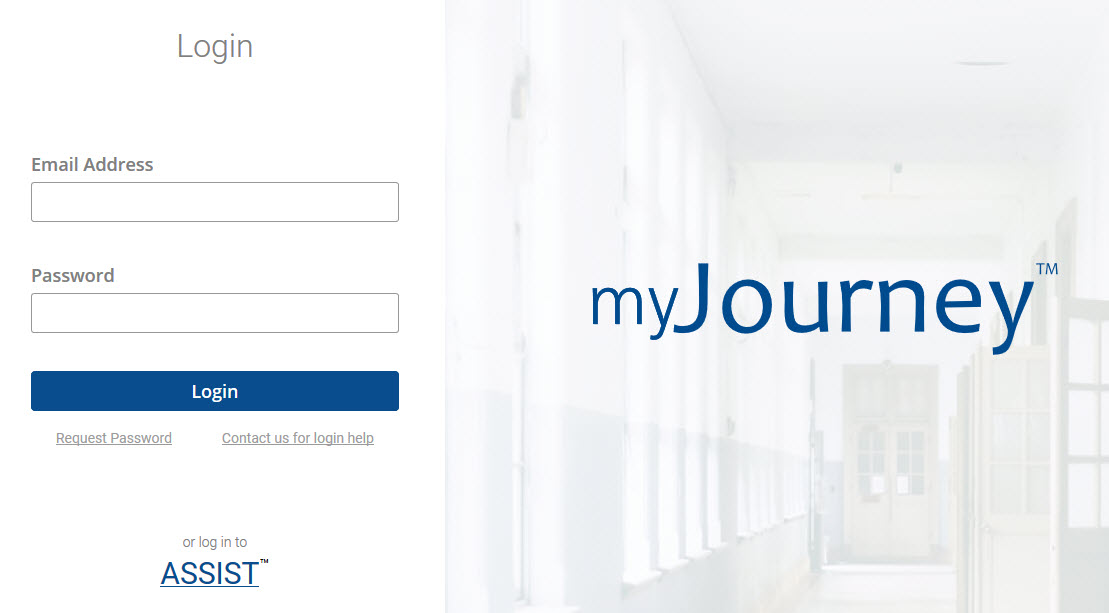 Login
Email Address
Password
Login
Request Password
Contact us for login help
or log in to
ASSIST™
myJourney™